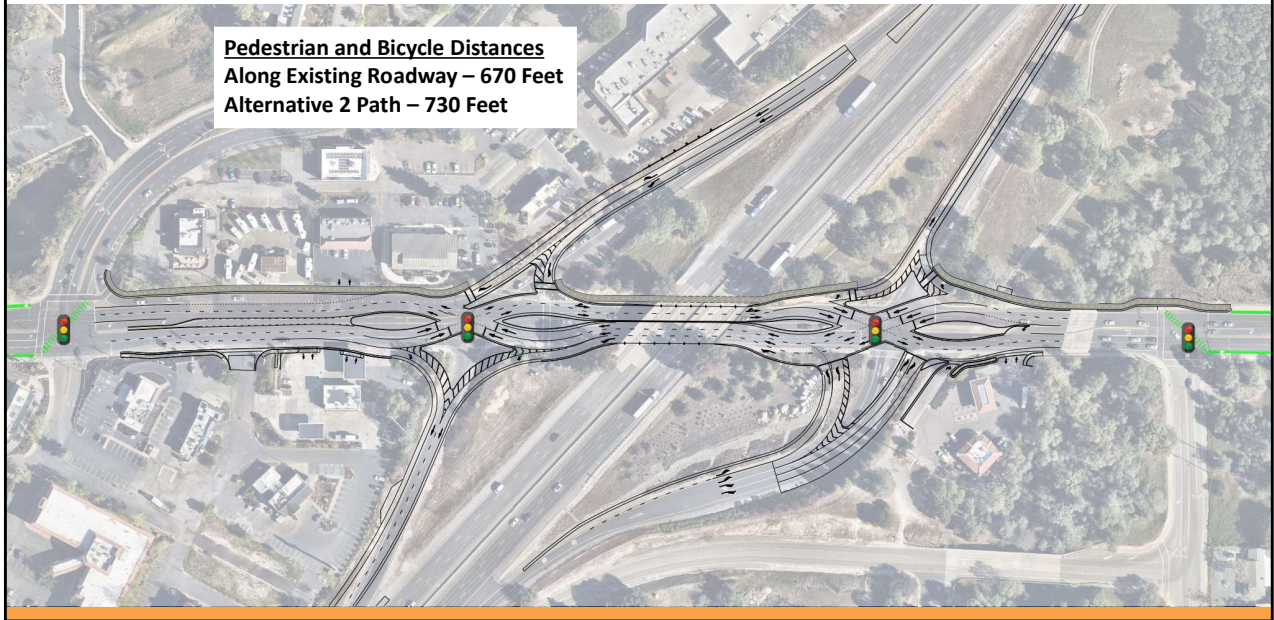 Pedestrian and Bicycle Distances
Along Existing Roadway – 670 Feet
Alternative 2 Path – 730 Feet